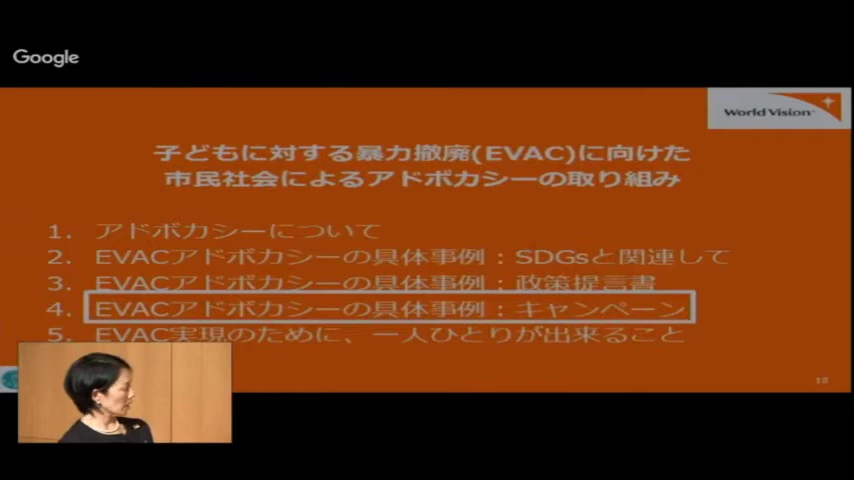 Google
World Vision
子どもに対する暴力撤廃(EVAC)に向けた
市民社会によるアドボカシーの取り組み
1. アドボカシーについて
2. EVACアドボカシーの具体事例：SDGsと関連して
3. EVACアドボカシーの具体事例：政策提言書
4. EVACアドボカシーの具体事例：キャンペーン
5. EVAC実現のために、一人ひとりが出来ること